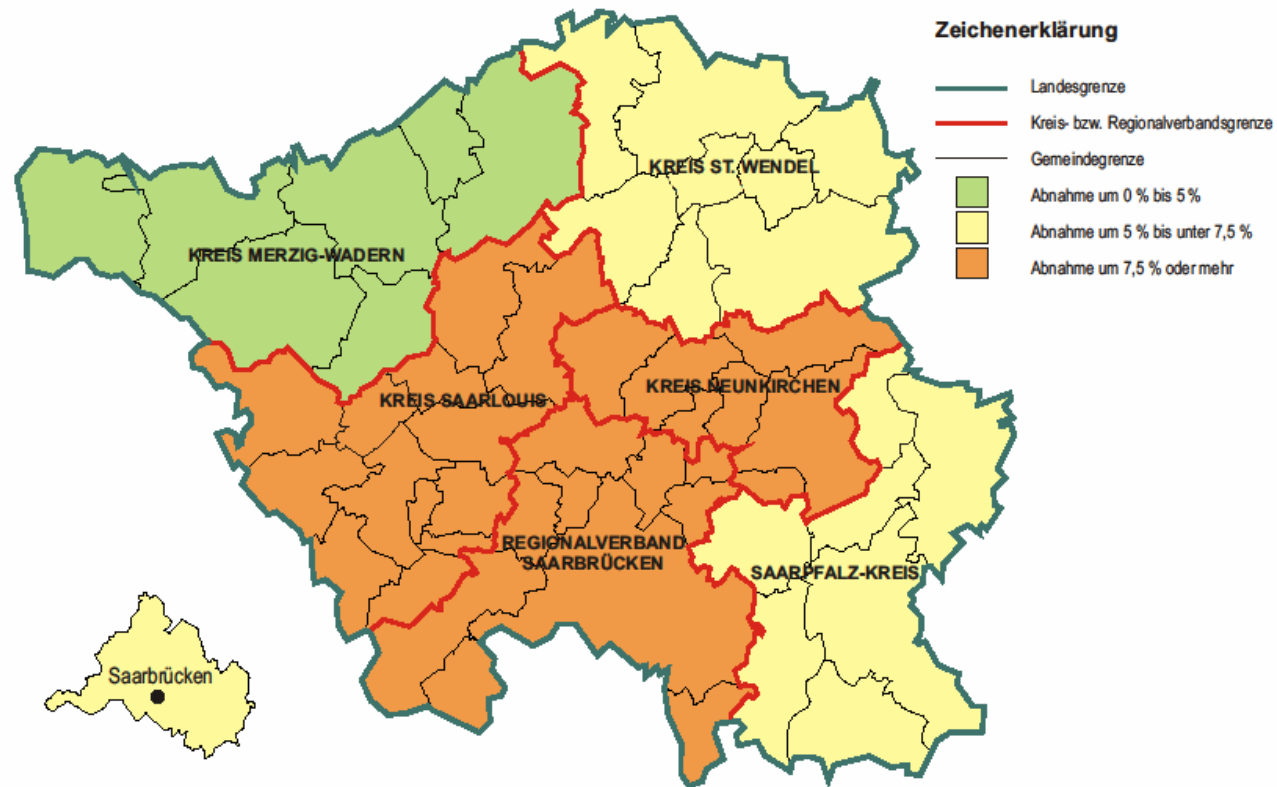 Zeichenerklärung
Landesgrenze
Kreis- bzw. Regionalverbandsgrenze
Gemeindegrenze
Abnahme um 0 % bis 5 %
Abnahme um 5 % bis unter 7,5 %
Abnahme um 7,5 % oder mehr
KREIS ST. WENDEL
KREIS MERZIG-WADERN
KREIS NEUNKIRCHEN
KREIS SAARLOUIS
REGIONALVERBAND
SAARBRÜCKEN
SAARPFALZ-KREIS
Saarbrücken